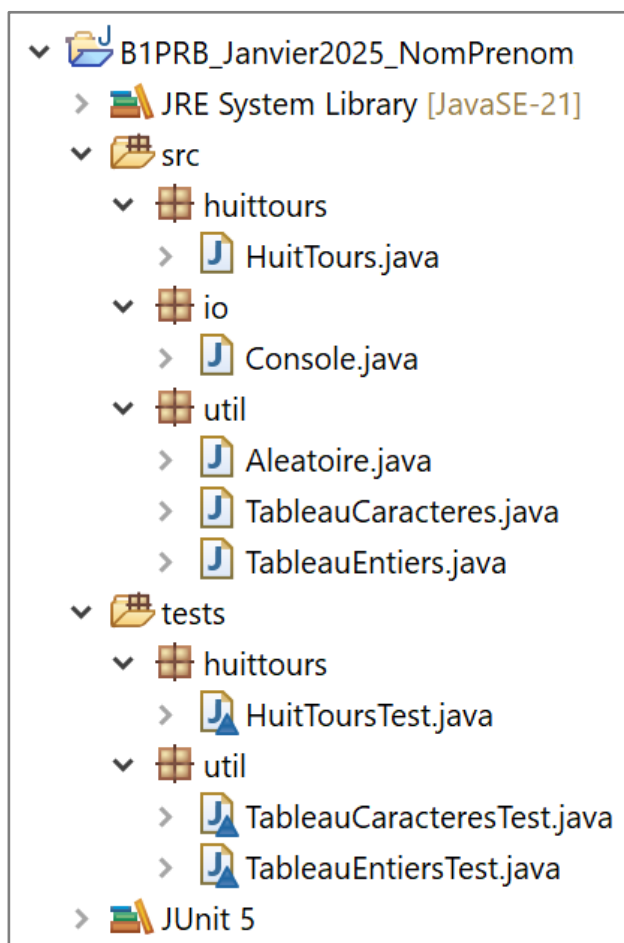 B1PRB_Janvier2025_NomPrenom
JRE System Library [JavaSE-21]
src
huittours
HuitTours.java
io
Console.java
util
Aleatoire.java
TableauCaracteres.java
TableauEntiers.java
tests
huittours
HuitToursTest.java
util
TableauCaracteresTest.java
TableauEntiersTest.java
JUnit 5